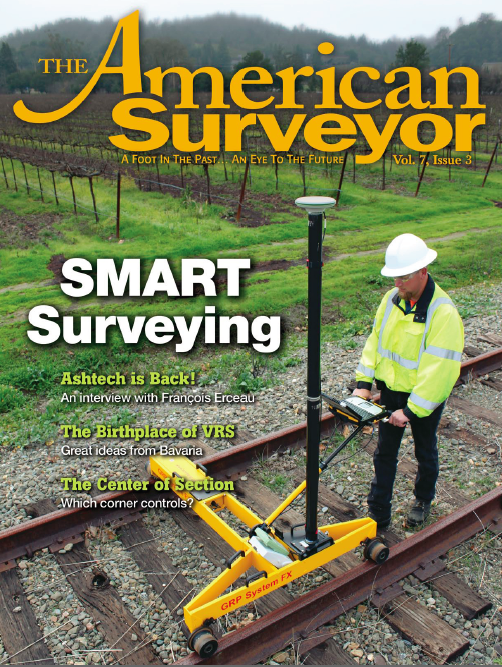 THE American
Surveyor
A FOOT IN THE PAST AN EYE TO THE FUTURE Vol. 7, Issue 3
SMART
Surveying
Ashtech is Back!
An interview with François Erceau
The Birthplace of VRS
Great ideas from Bavaria
The Center of Section
Which corner controls?
GRP System FX